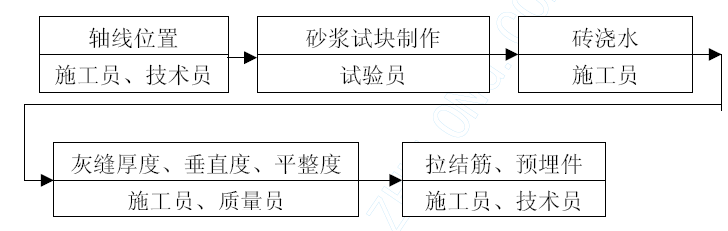 轴线位置
施工员、技术员
砂浆试块制作
试验员
砖浇水
施工员
灰缝厚度、垂直度、平整度
施工员、质量员
拉结筋、预埋件
施工员、技术员